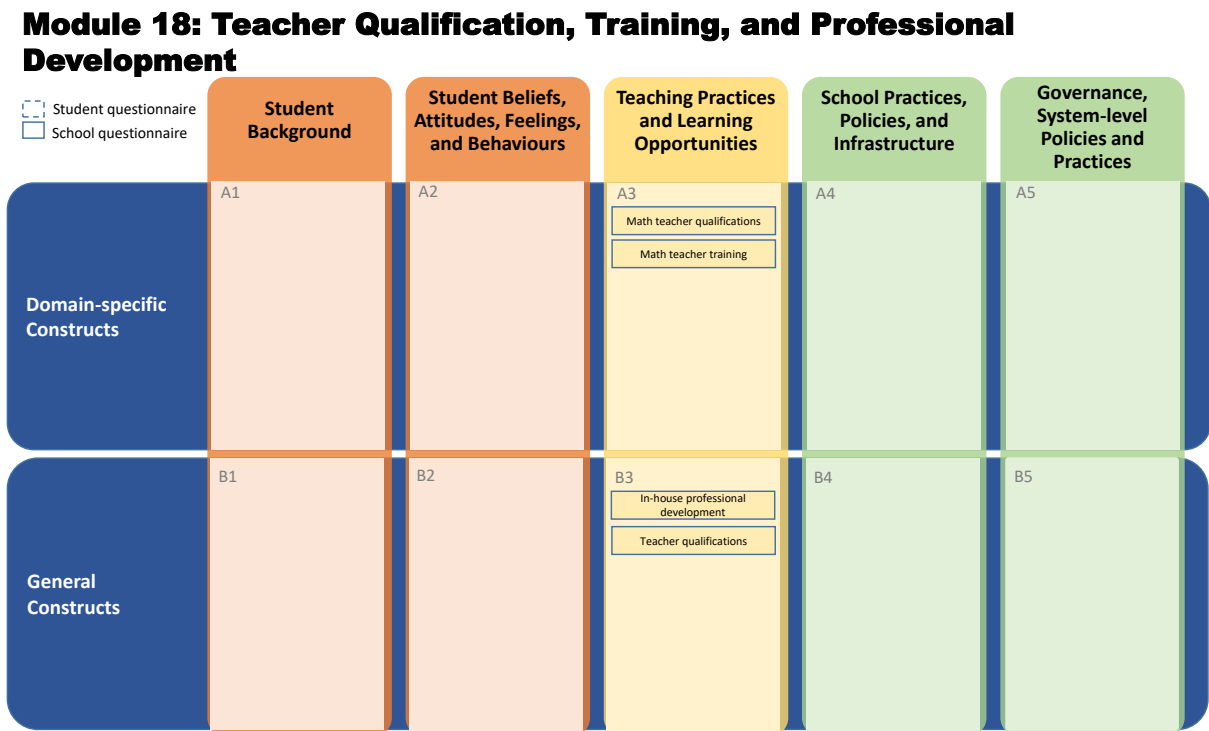 Module 18: Teacher Qualification, Training, and Professional
Development
Student questionnaire
School questionnaire
Student
Background
Student Beliefs,
Attitudes, Feelings,
and Behaviours
Teaching Practices
and Learning
Opportunities
School Practices,
Policies, and
Infrastructure
Governance,
System-level
Policies and
Practices
Domain-specific
Constructs
A1
A2
A3
Math teacher qualifications
Math teacher training
A4
A5
General
Constructs
B1
B2
B3
In-house professional
development
Teacher qualifications
B4
B5